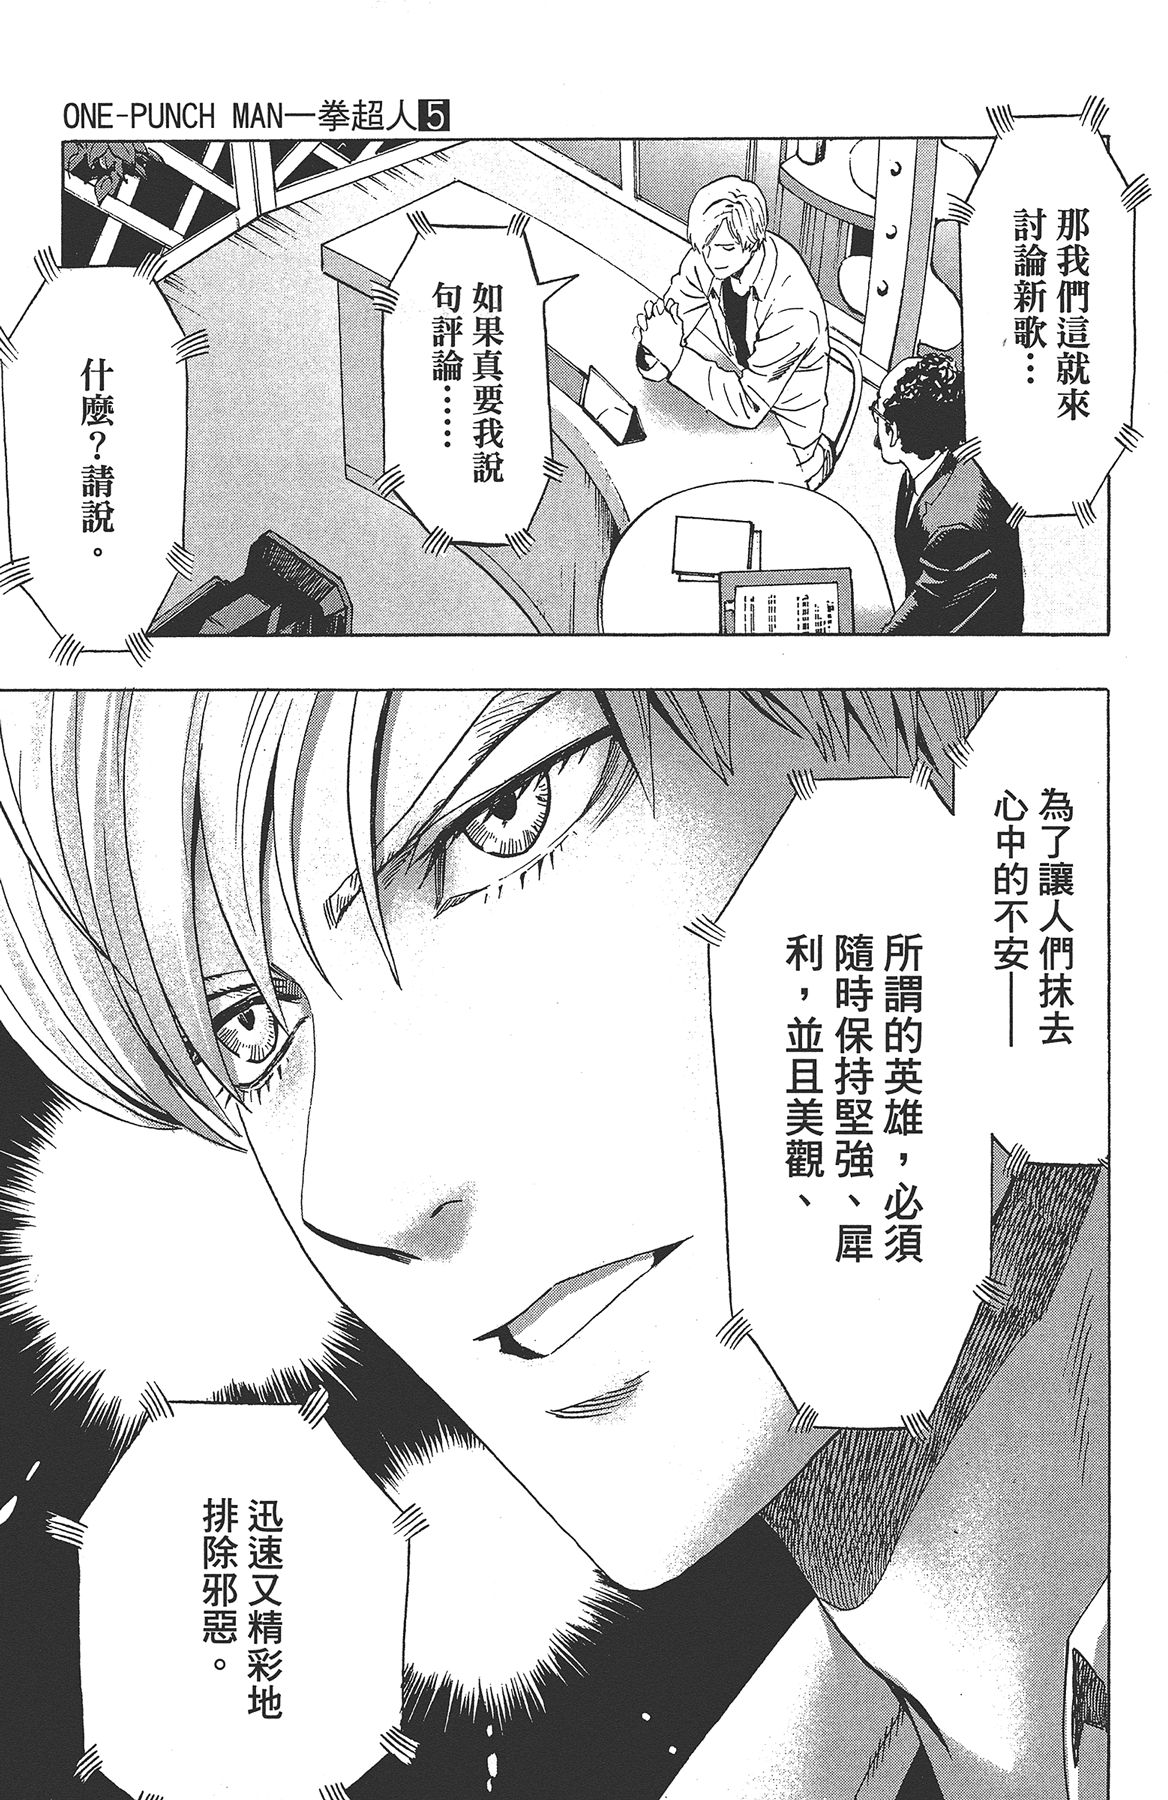 ONE-PUNCH MAN一拳超人5
那我們這就來
討論新歌…
如果真要我說
句評論……
什麼？請說。
為了讓人們抹去
心中的不安——
所謂的英雄，必須
隨時保持堅強、犀
利，並且美觀、
迅速又精彩地
排除邪惡。